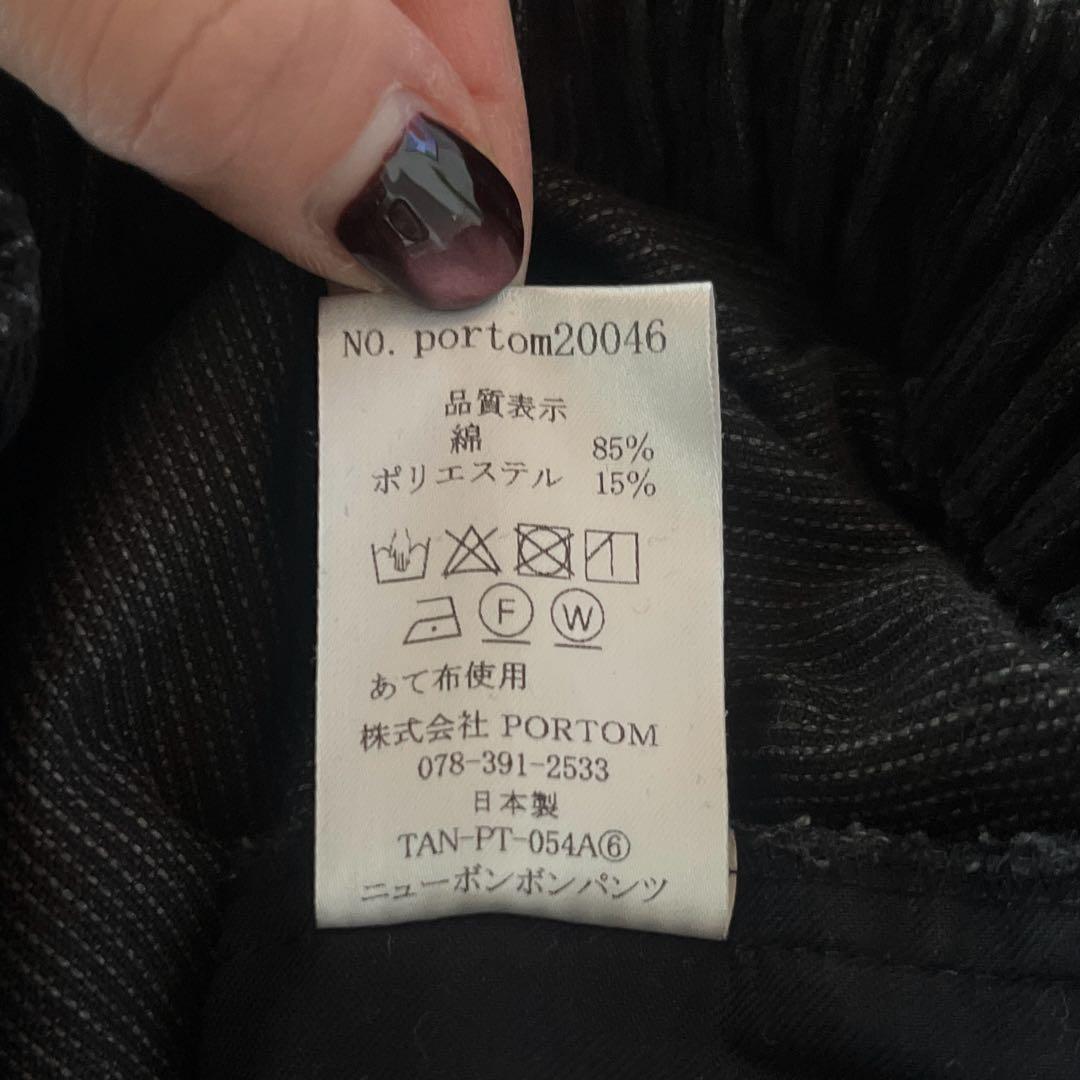 NO. portom20046
品質表示
綿 85%
ポリエステル 15%
F W
あて布使用
株式会社 PORTOM
078-391-2533
日本製
TAN-PT-054A⑥
ニューボンボンパンツ